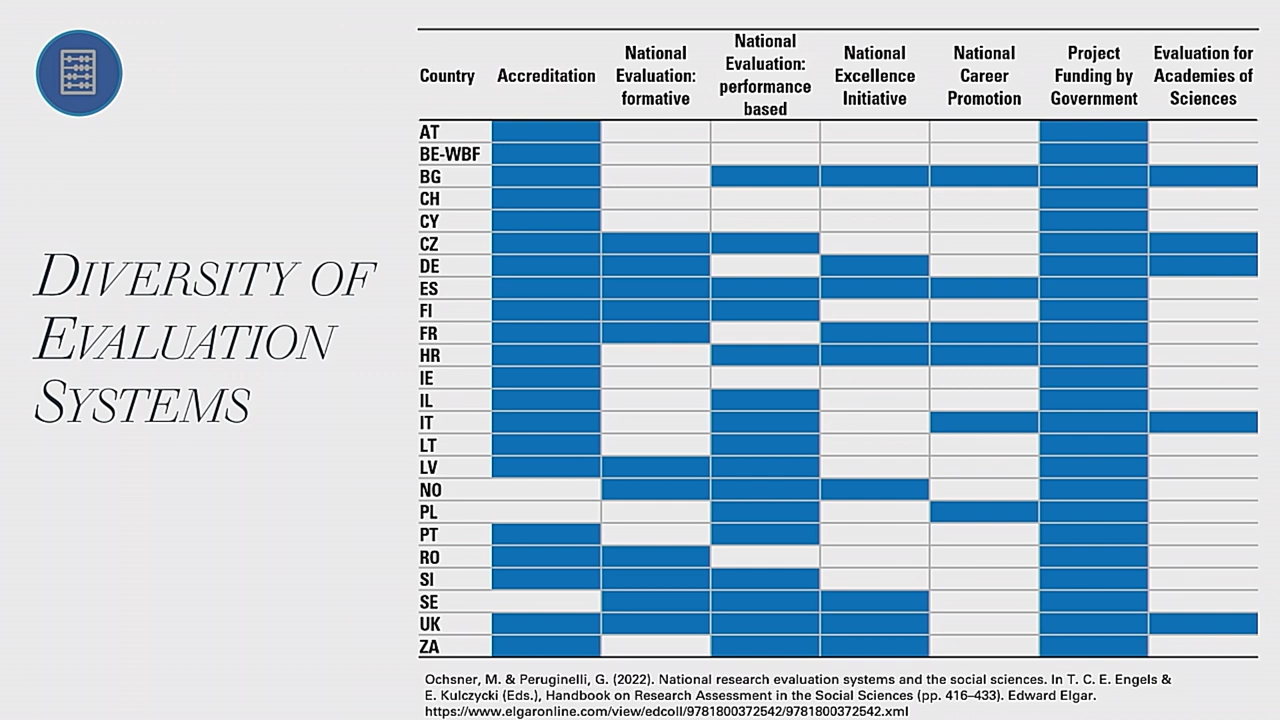 DIVERSITY OF
EVALUATION
SYSTEMS
Country Accreditation National Evaluation: formative National Evaluation: performance based National Excellence Initiative National Career Promotion Project Funding by Government Evaluation for Academies of Sciences
AT
BE-WBF
BG
CH
CY
CZ
DE
ES
FI
FR
HR
IE
IL
IT
LT
LV
NO
PL
PT
RO
SI
SE
UK
ZA
Ochsner, M. & Peruginelli, G. (2022). National research evaluation systems and the social sciences. In T. C. E. Engels &
E. Kulczycki (Eds.), Handbook on Research Assessment in the Social Sciences (pp. 416–433). Edward Elgar.
https://www.elgaronline.com/view/edcoll/9781800372542/9781800372542.xml